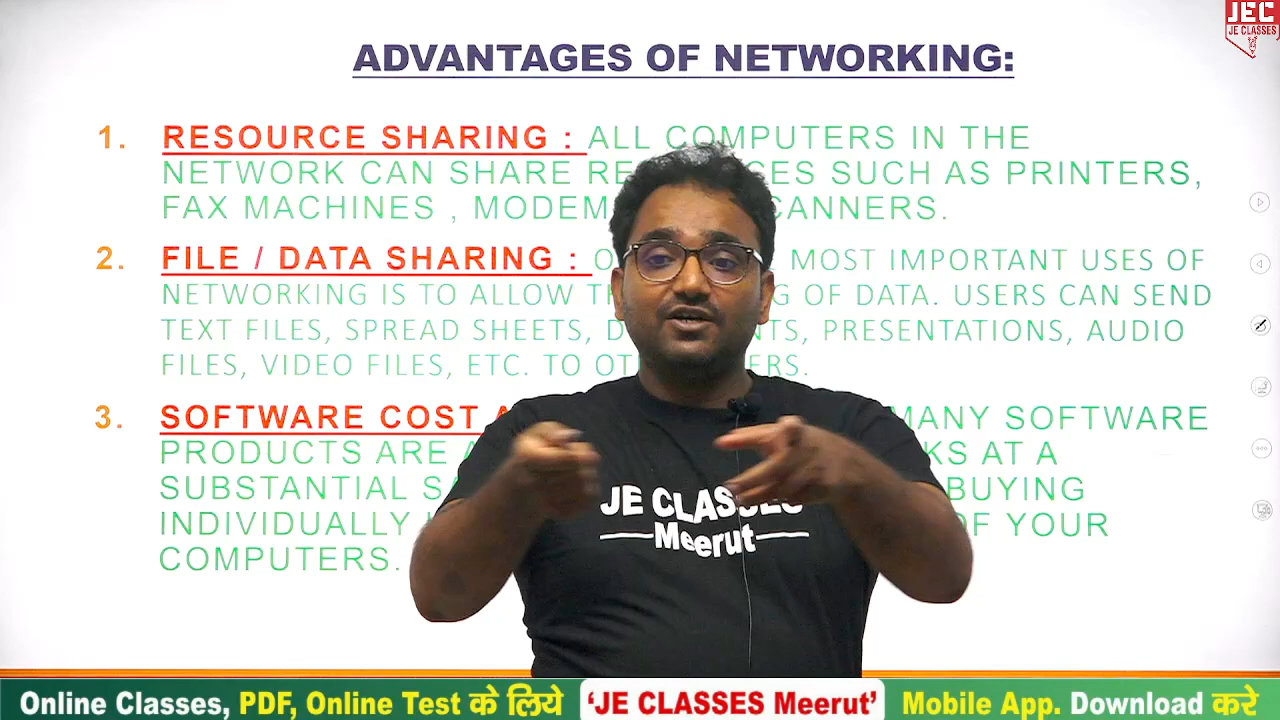 JEC
JE CLASSES
ADVANTAGES OF NETWORKING:
1. RESOURCE SHARING : ALL COMPUTERS IN THE
NETWORK CAN SHARE SUCH AS PRINTERS,
FAX MACHINES , MODEM
2. FILE / DATA SHARING : MOST IMPORTANT USES OF
NETWORKING IS TO ALLOW OF DATA. USERS CAN SEND
TEXT FILES, SPREAD SHEETS, PRESENTATIONS, AUDIO
FILES, VIDEO FILES, ETC. TO
3. SOFTWARE COST MANY SOFTWARE
PRODUCTS ARE AT A
SUBSTANTIAL BUYING
INDIVIDUALLY OF YOUR
COMPUTERS.
JE CLASSES
Meerut
Online Classes, PDF, Online Test के लिये 'JE CLASSES Meerut' Mobile App. Download करे